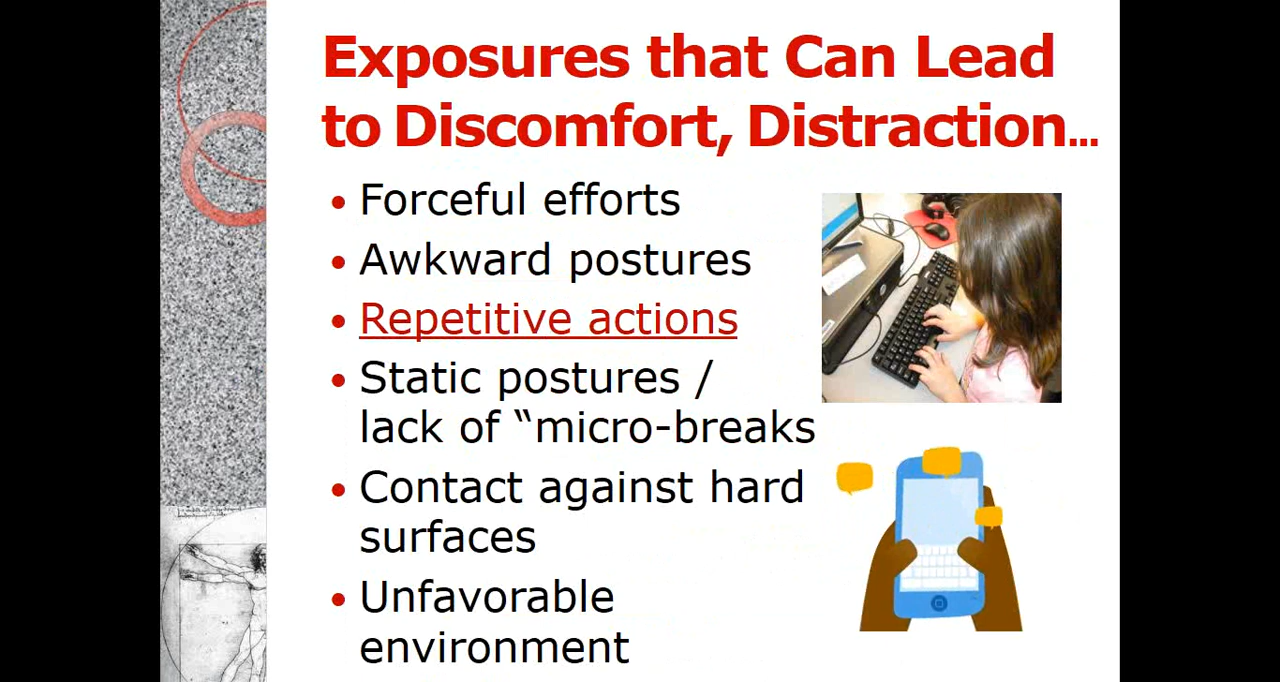 Exposures that Can Lead
to Discomfort, Distraction...
• Forceful efforts
• Awkward postures
• Repetitive actions
• Static postures /
lack of “micro-breaks
• Contact against hard
surfaces
• Unfavorable
environment